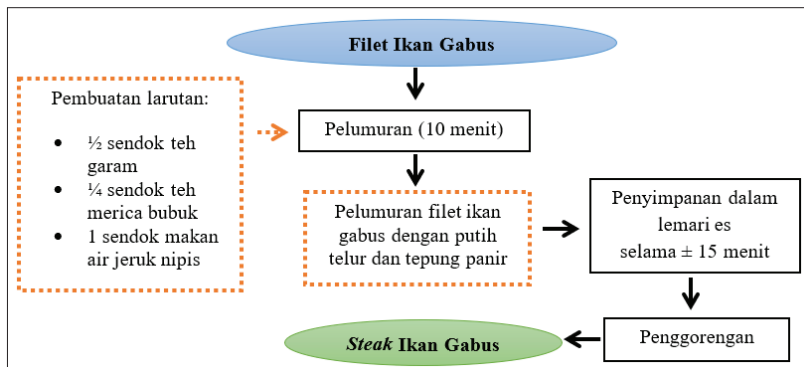 Filet Ikan Gabus
Pembuatan larutan:
• ½ sendok teh
garam
• ¼ sendok teh
merica bubuk
• 1 sendok makan
air jeruk nipis
Pelumuran (10 menit)
Pelumuran filet ikan
gabus dengan putih
telur dan tepung panir
Penyimpanan dalam
lemari es
selama ± 15 menit
Penggorengan
Steak Ikan Gabus